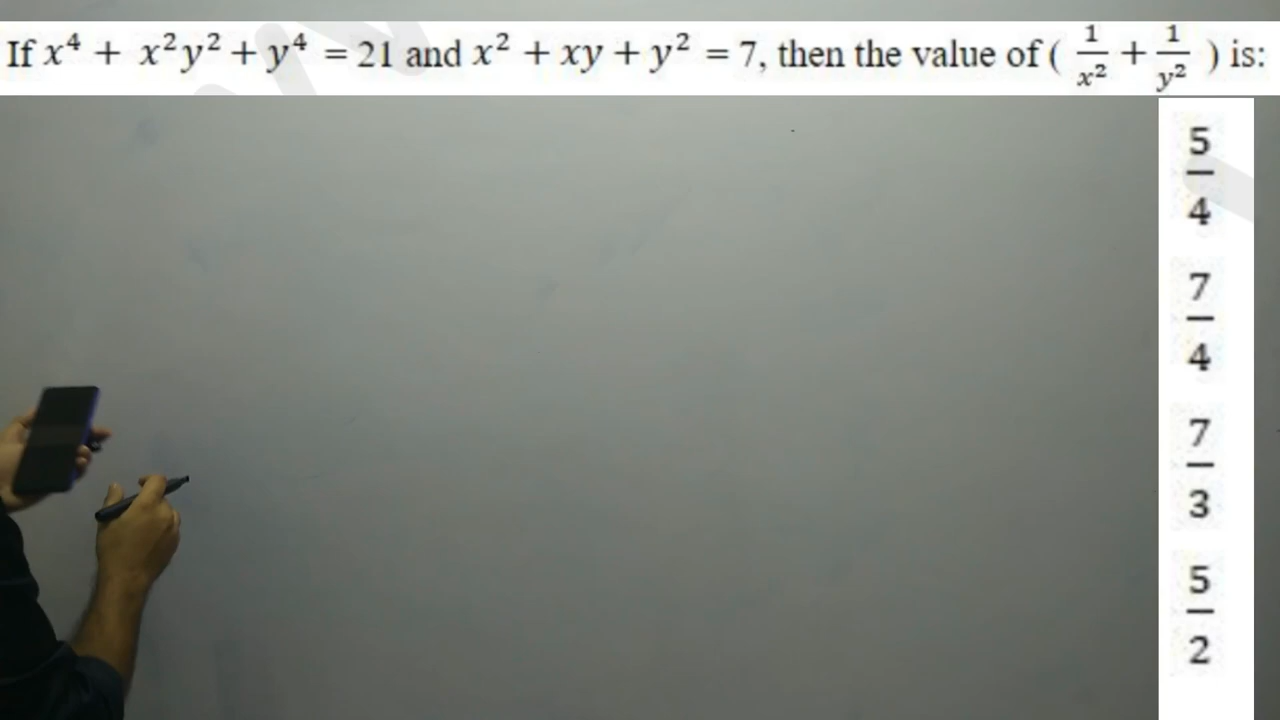 If x⁴ + x²y² + y⁴ = 21 and x² + xy + y² = 7, then the value of ( 1/x² + 1/y² ) is:
5/4
7/4
7/3
5/2